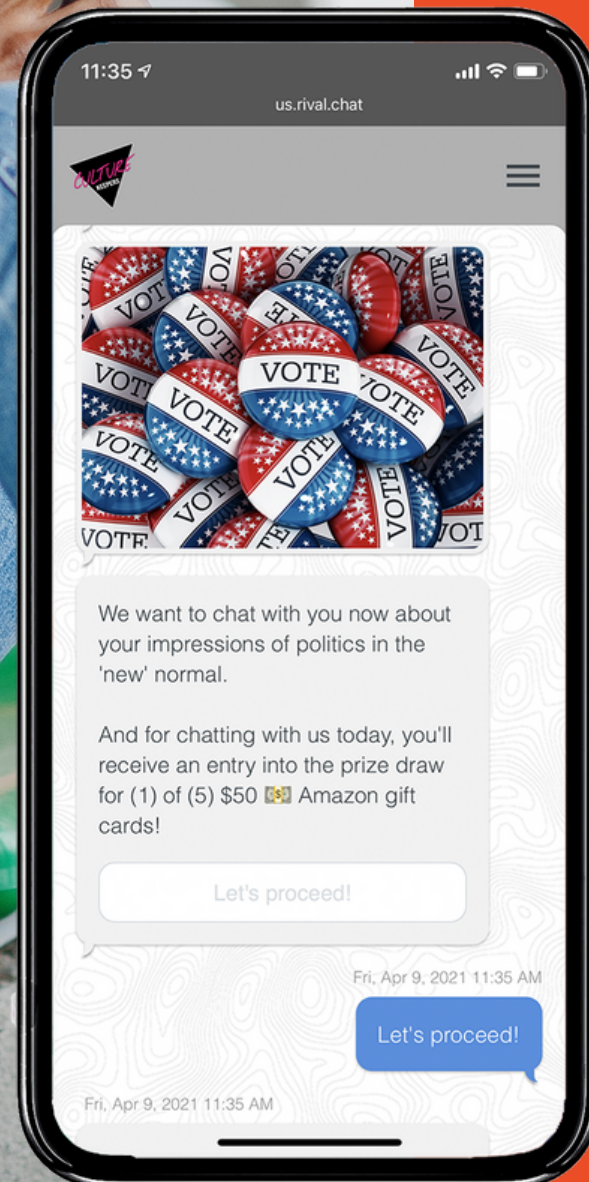 11:35
us.rival.chat
CULTURE
KEEPERS
VOTE
VOTE
VOTE
VOTE
VOTE
VOTE
VOTE
VOTE
VOTE
VOTE
We want to chat with you now about
your impressions of politics in the
'new' normal.
And for chatting with us today, you'll
receive an entry into the prize draw
for (1) of (5) $50 💵 Amazon gift
cards!
Let's proceed!
Fri, Apr 9, 2021 11:35 AM
Let's proceed!
Fri, Apr 9, 2021 11:35 AM